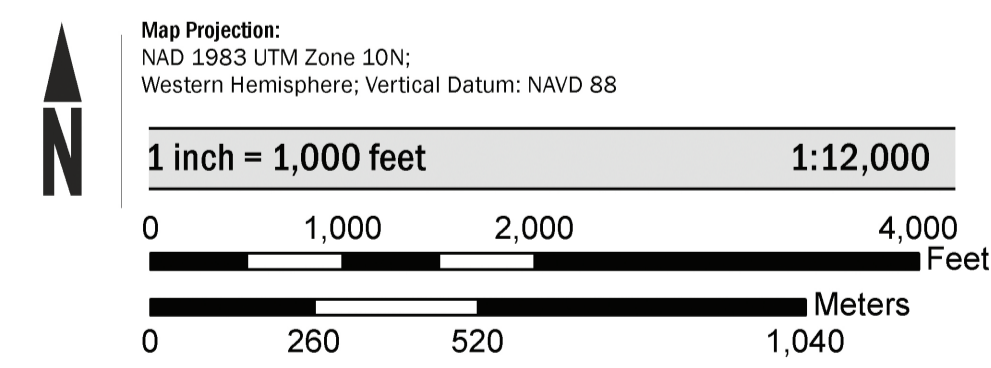 N
Map Projection:
NAD 1983 UTM Zone 10N;
Western Hemisphere; Vertical Datum: NAVD 88
1 inch = 1,000 feet 1:12,000
0 1,000 2,000 4,000
Feet
Meters
0 260 520 1,040